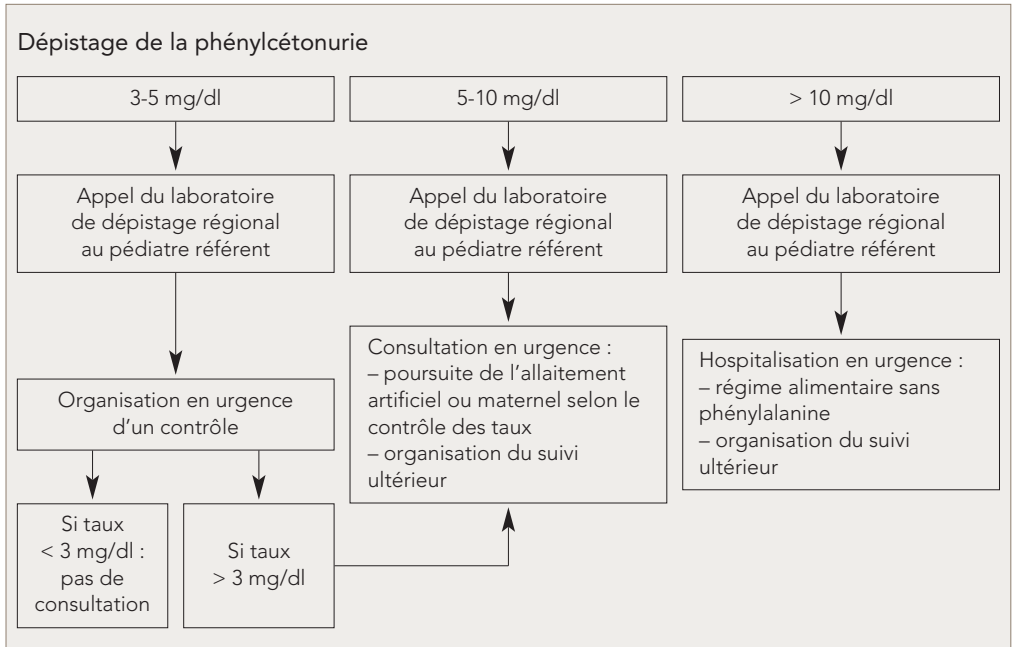 Dépistage de la phénylcétonurie
3-5 mg/dl
5-10 mg/dl
> 10 mg/dl
Appel du laboratoire
de dépistage régional
au pédiatre référent
Appel du laboratoire
de dépistage régional
au pédiatre référent
Appel du laboratoire
de dépistage régional
au pédiatre référent
Organisation en urgence
d'un contrôle
Consultation en urgence :
– poursuite de l'allaitement
artificiel ou maternel selon le
contrôle des taux
– organisation du suivi
ultérieur
Hospitalisation en urgence :
– régime alimentaire sans
phénylalanine
– organisation du suivi
ultérieur
Si taux
< 3 mg/dl :
pas de
consultation
Si taux
> 3 mg/dl